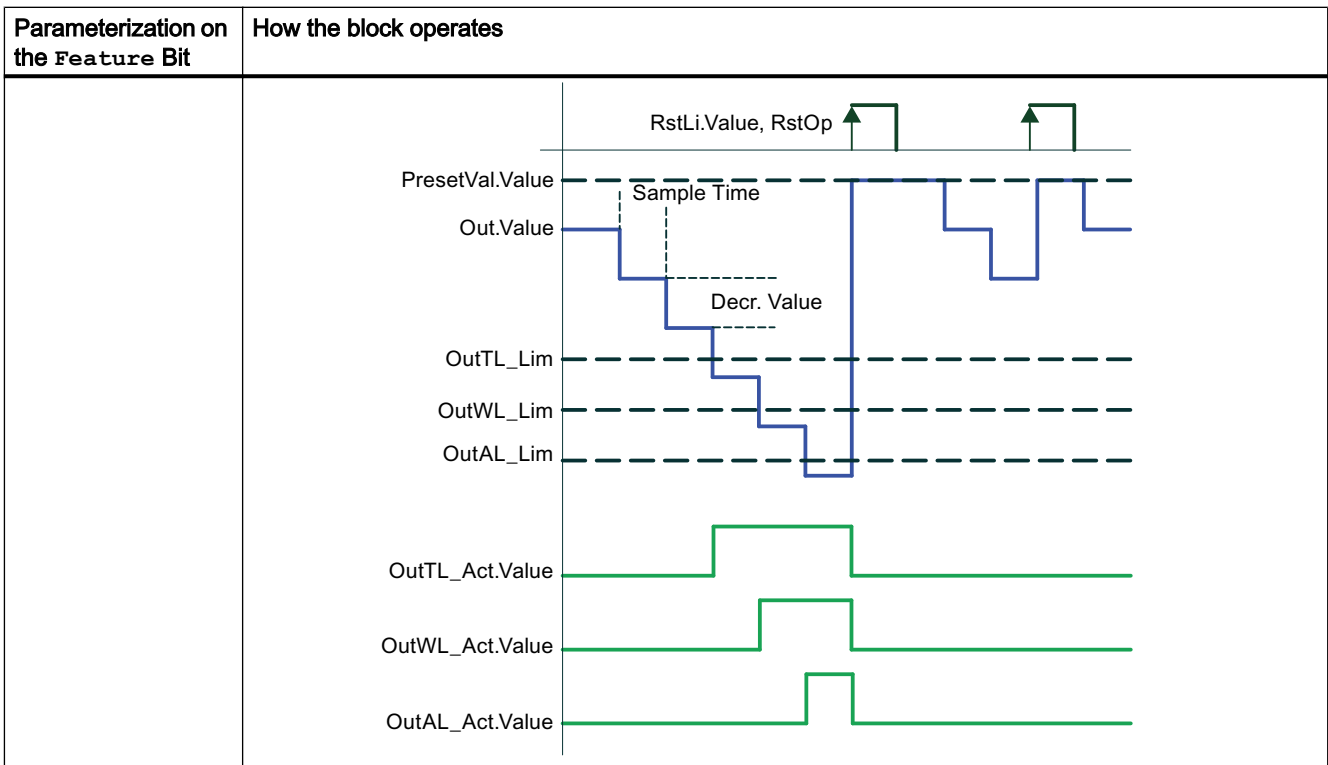 Parameterization on
the Feature Bit
How the block operates
RstLi.Value, RstOp
PresetVal.Value
Sample Time
Out.Value
Decr. Value
OutTL_Lim
OutWL_Lim
OutAL_Lim
OutTL_Act.Value
OutWL_Act.Value
OutAL_Act.Value